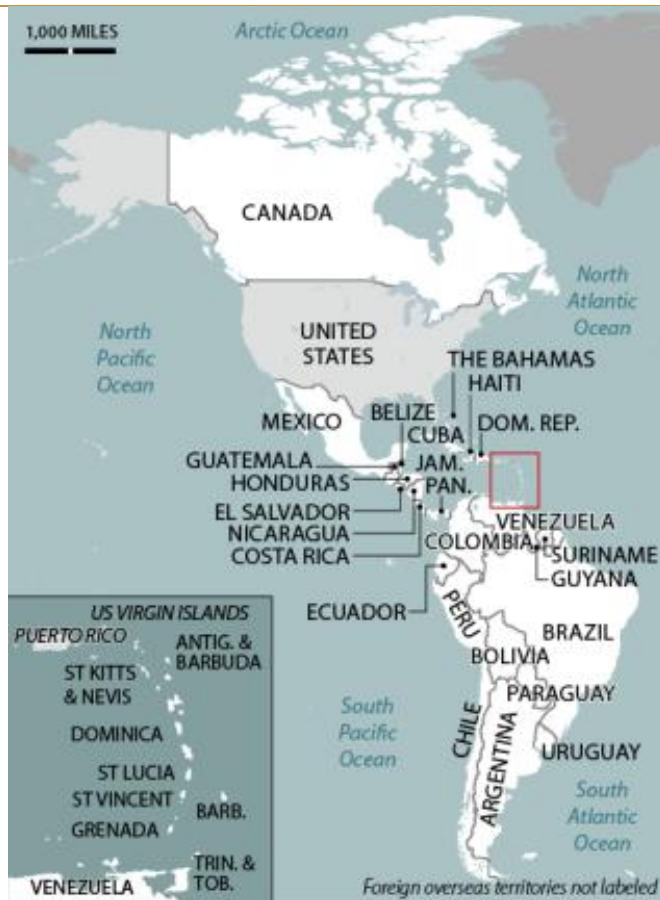 1,000 MILES
Arctic Ocean
CANADA
North
Pacific
Ocean
North
Atlantic
Ocean
UNITED
STATES
THE BAHAMAS
HAITI
MEXICO
BELIZE
CUBA
DOM. REP.
GUATEMALA
JAM.
HONDURAS
PAN.
EL SALVADOR
NICARAGUA
COSTA RICA
VENEZUELA
COLOMBIA
SURINAME
GUYANA
ECUADOR
PERU
BRAZIL
BOLIVIA
PARAGUAY
CHILE
ARGENTINA
URUGUAY
South
Pacific
Ocean
South
Atlantic
Ocean
US VIRGIN ISLANDS
PUERTO RICO
ANTIG. &
BARBUDA
ST KITTS
& NEVIS
DOMINICA
ST LUCIA
ST VINCENT
BARB.
GRENADA
TRIN. &
TOB.
VENEZUELA
Foreign overseas territories not labeled